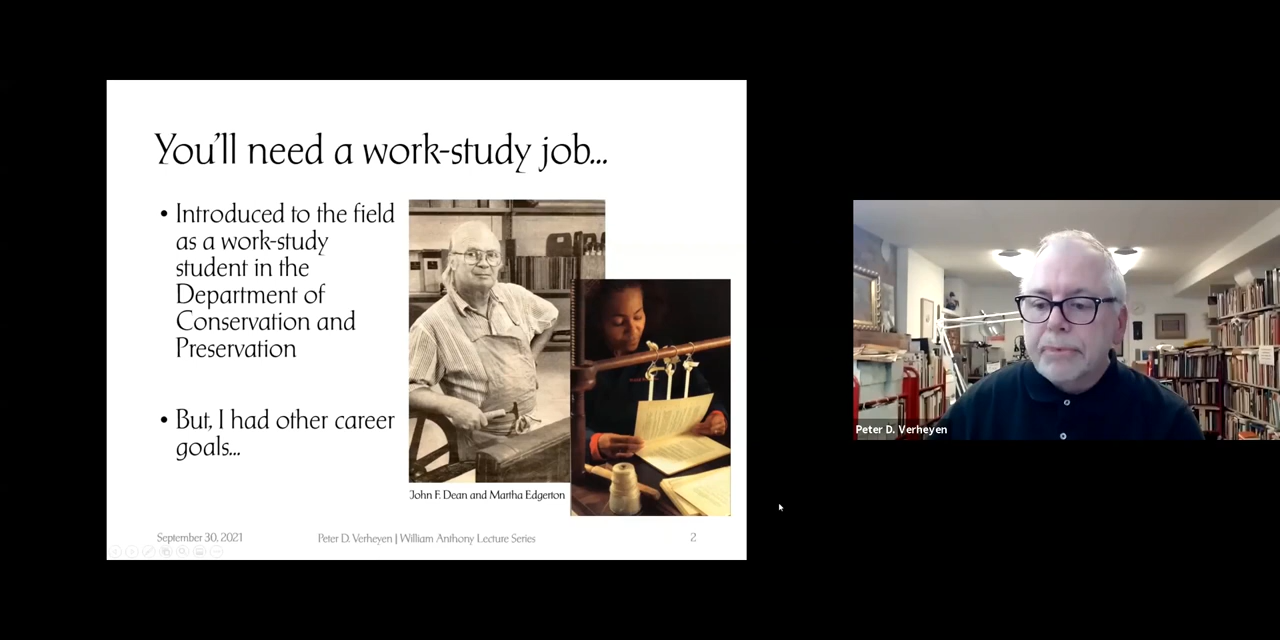 You'll need a work-study job...
• Introduced to the field
as a work-study
student in the
Department of
Conservation and
Preservation
• But, I had other career
goals...
John F. Dean and Martha Edgerton
September 30, 2021
Peter D. Verheyen | William Anthony Lecture Series
2
Peter D. Verheyen